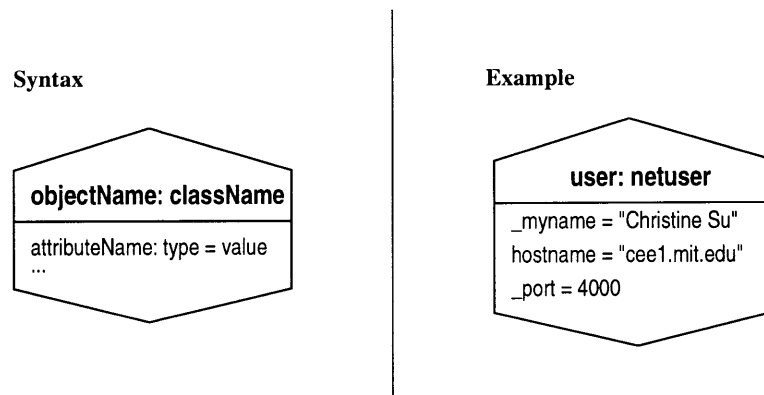 Syntax
objectName: className
attributeName: type = value
...
Example
user: netuser
_myname = "Christine Su"
hostname = "cee1.mit.edu"
_port = 4000